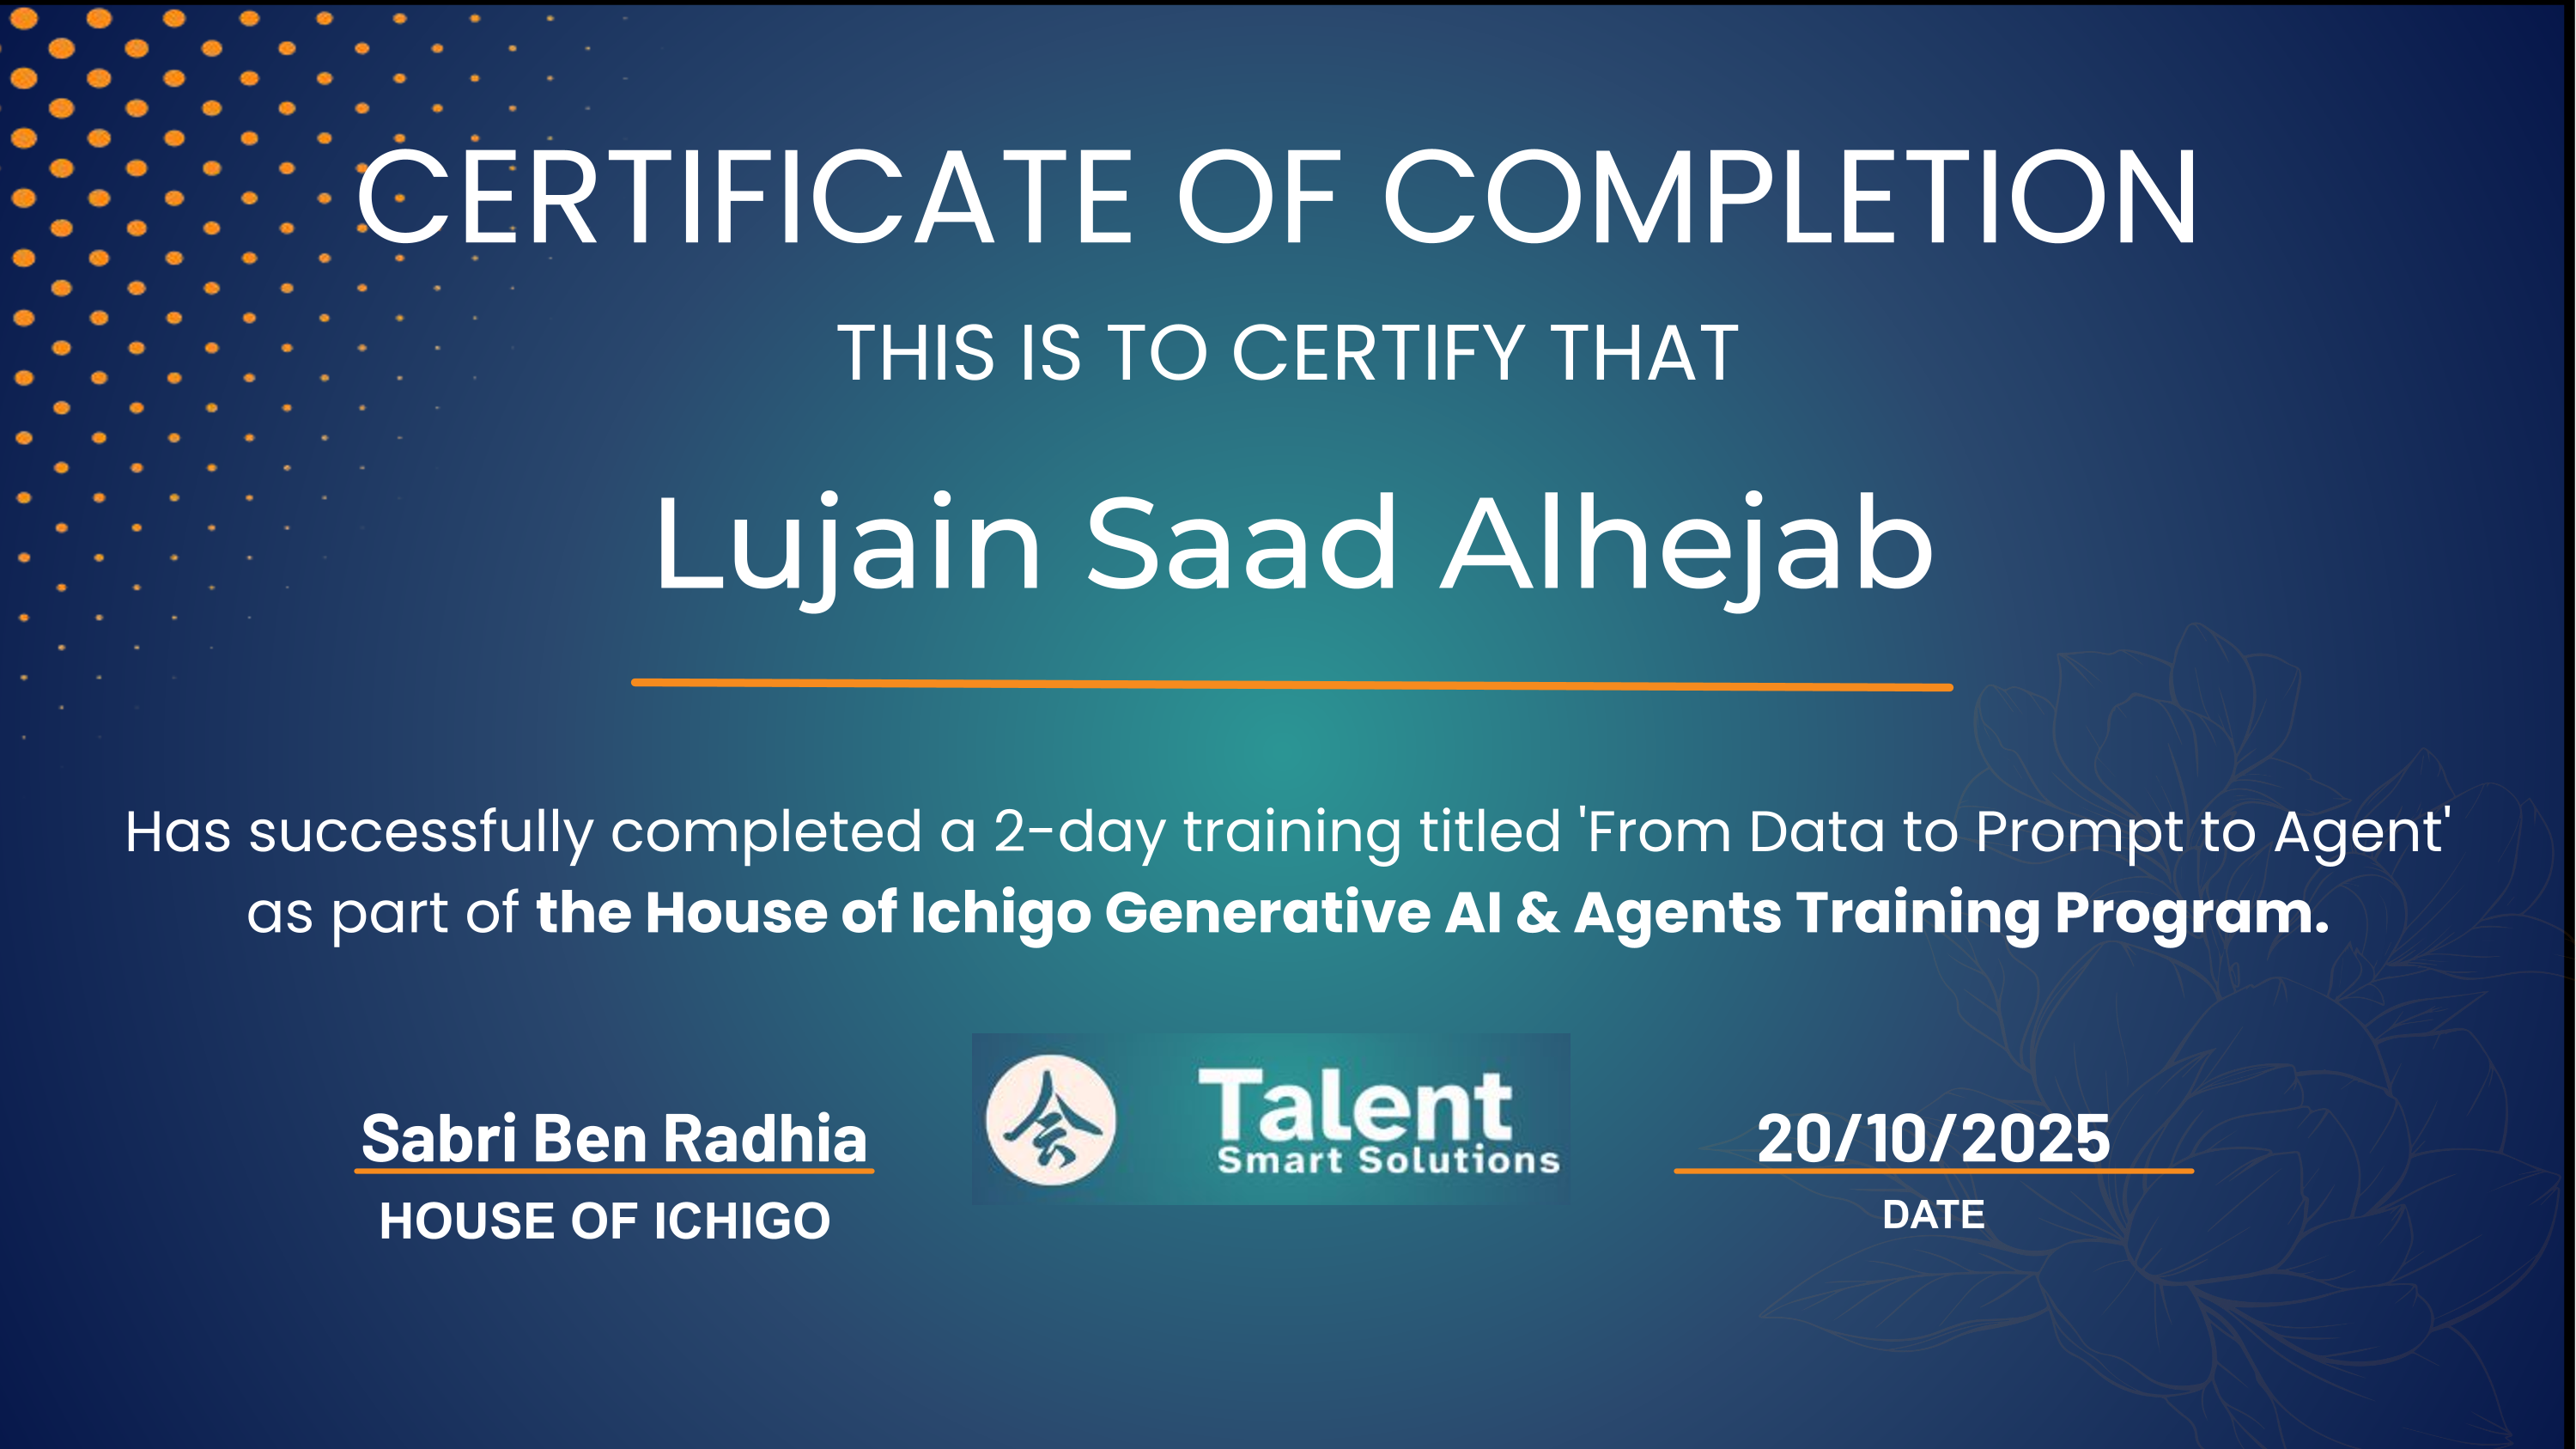 CERTIFICATE OF COMPLETION
THIS IS TO CERTIFY THAT
Lujain Saad Alhejab
Has successfully completed a 2-day training titled 'From Data to Prompt to Agent'
as part of the House of Ichigo Generative AI & Agents Training Program.
Sabri Ben Radhia
HOUSE OF ICHIGO
Talent
Smart Solutions
20/10/2025
DATE